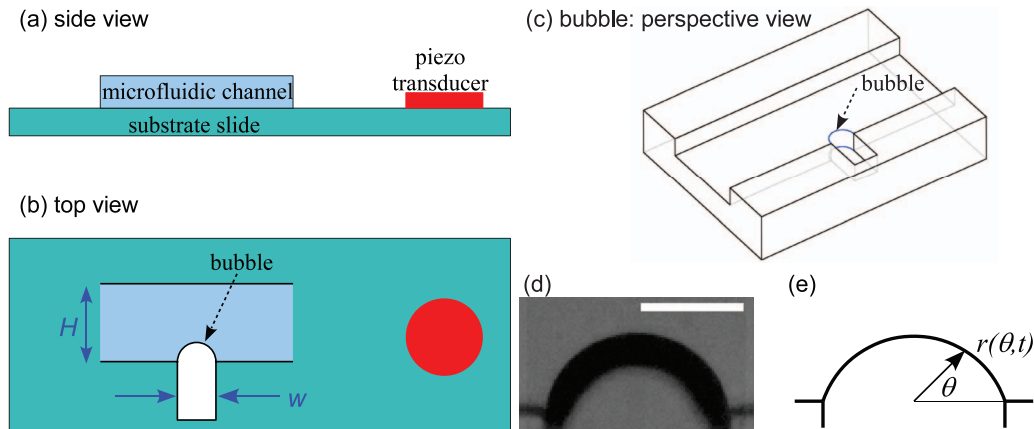 (a) side view
piezo
transducer
microfluidic channel
substrate slide
(b) top view
bubble
H
w
(c) bubble: perspective view
bubble
(d)
(e)
r(θ,t)
θ